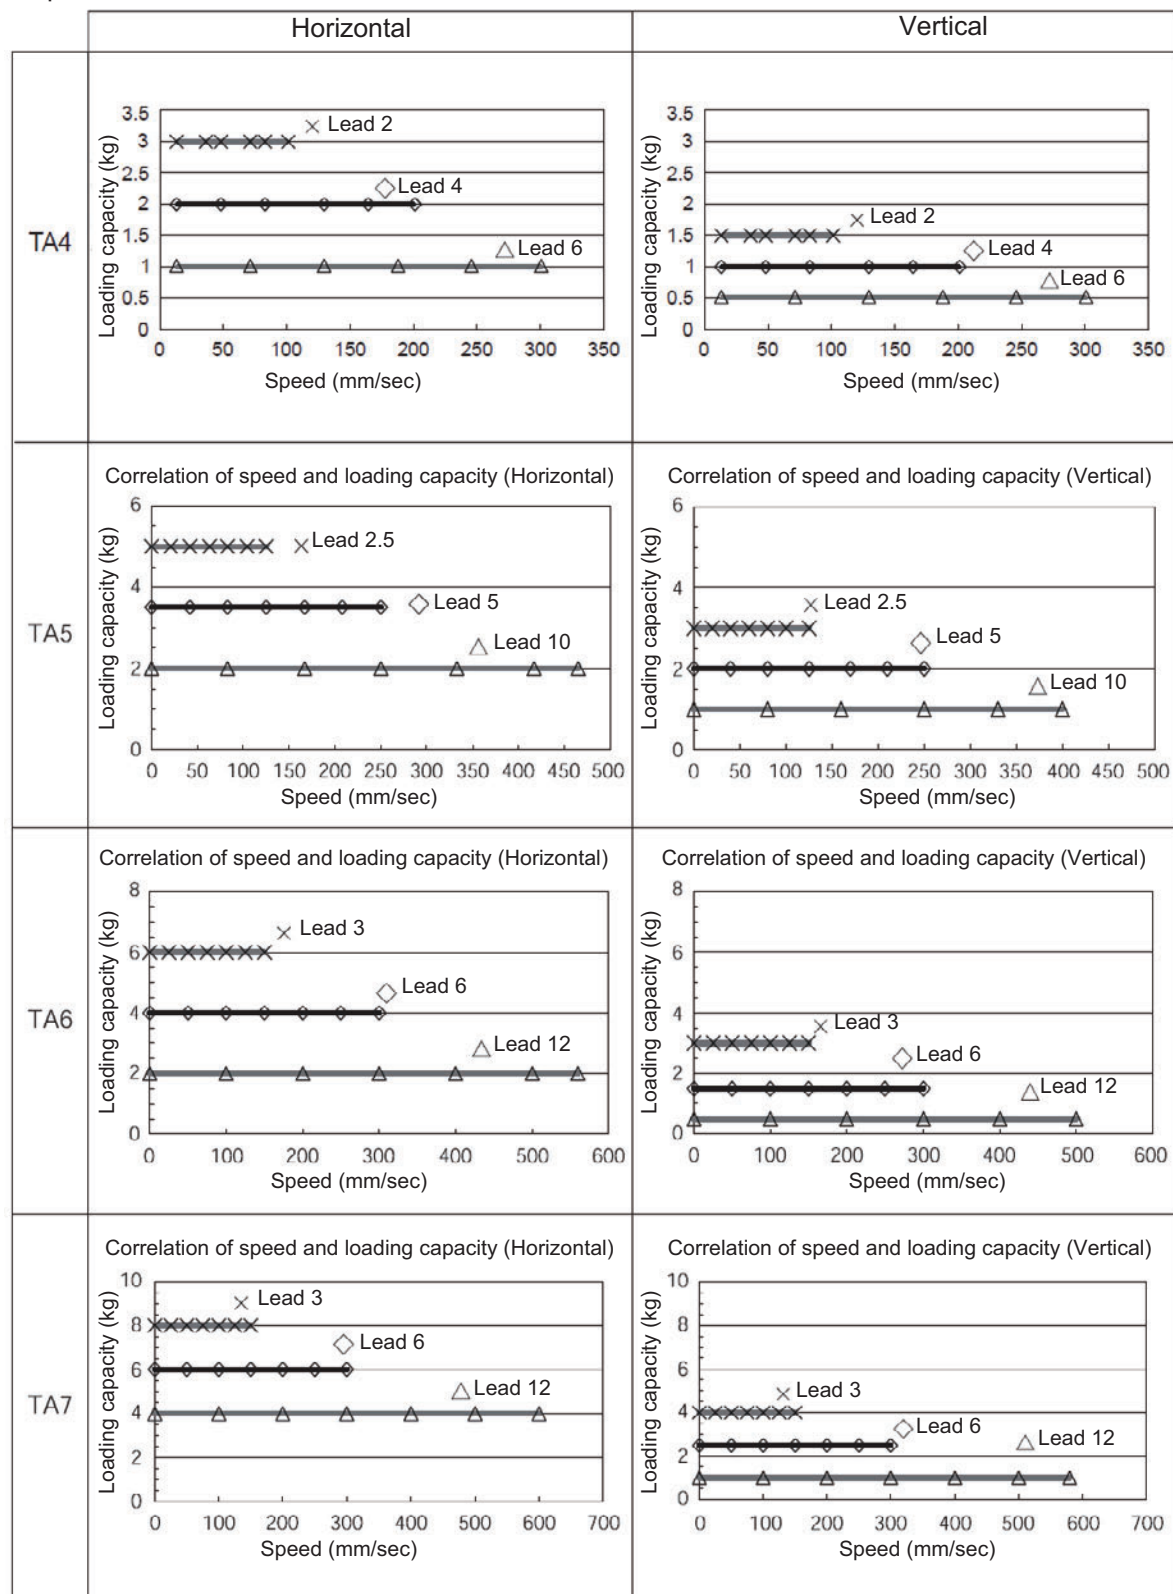 Horizontal
Vertical
TA4
Loading capacity (kg)
3.5
3
2.5
2
1.5
1
0.5
0
Lead 2
Lead 4
Lead 6
0 50 100 150 200 250 300 350
Speed (mm/sec)
Loading capacity (kg)
3.5
3
2.5
2
1.5
1
0.5
0
Lead 2
Lead 4
Lead 6
0 50 100 150 200 250 300 350
Speed (mm/sec)
TA5
Correlation of speed and loading capacity (Horizontal)
Loading capacity (kg)
6
4
2
0
Lead 2.5
Lead 5
Lead 10
0 50 100 150 200 250 300 350 400 450 500
Speed (mm/sec)
Correlation of speed and loading capacity (Vertical)
Loading capacity (kg)
6
4
2
0
Lead 2.5
Lead 5
Lead 10
0 50 100 150 200 250 300 350 400 450 500
Speed (mm/sec)
TA6
Correlation of speed and loading capacity (Horizontal)
Loading capacity (kg)
8
6
4
2
0
Lead 3
Lead 6
Lead 12
0 100 200 300 400 500 600
Speed (mm/sec)
Correlation of speed and loading capacity (Vertical)
Loading capacity (kg)
8
6
4
2
0
Lead 3
Lead 6
Lead 12
0 100 200 300 400 500 600
Speed (mm/sec)
TA7
Correlation of speed and loading capacity (Horizontal)
Loading capacity (kg)
10
8
6
4
2
0
Lead 3
Lead 6
Lead 12
0 100 200 300 400 500 600 700
Speed (mm/sec)
Correlation of speed and loading capacity (Vertical)
Loading capacity (kg)
10
8
6
4
2
0
Lead 3
Lead 6
Lead 12
0 100 200 300 400 500 600 700
Speed (mm/sec)